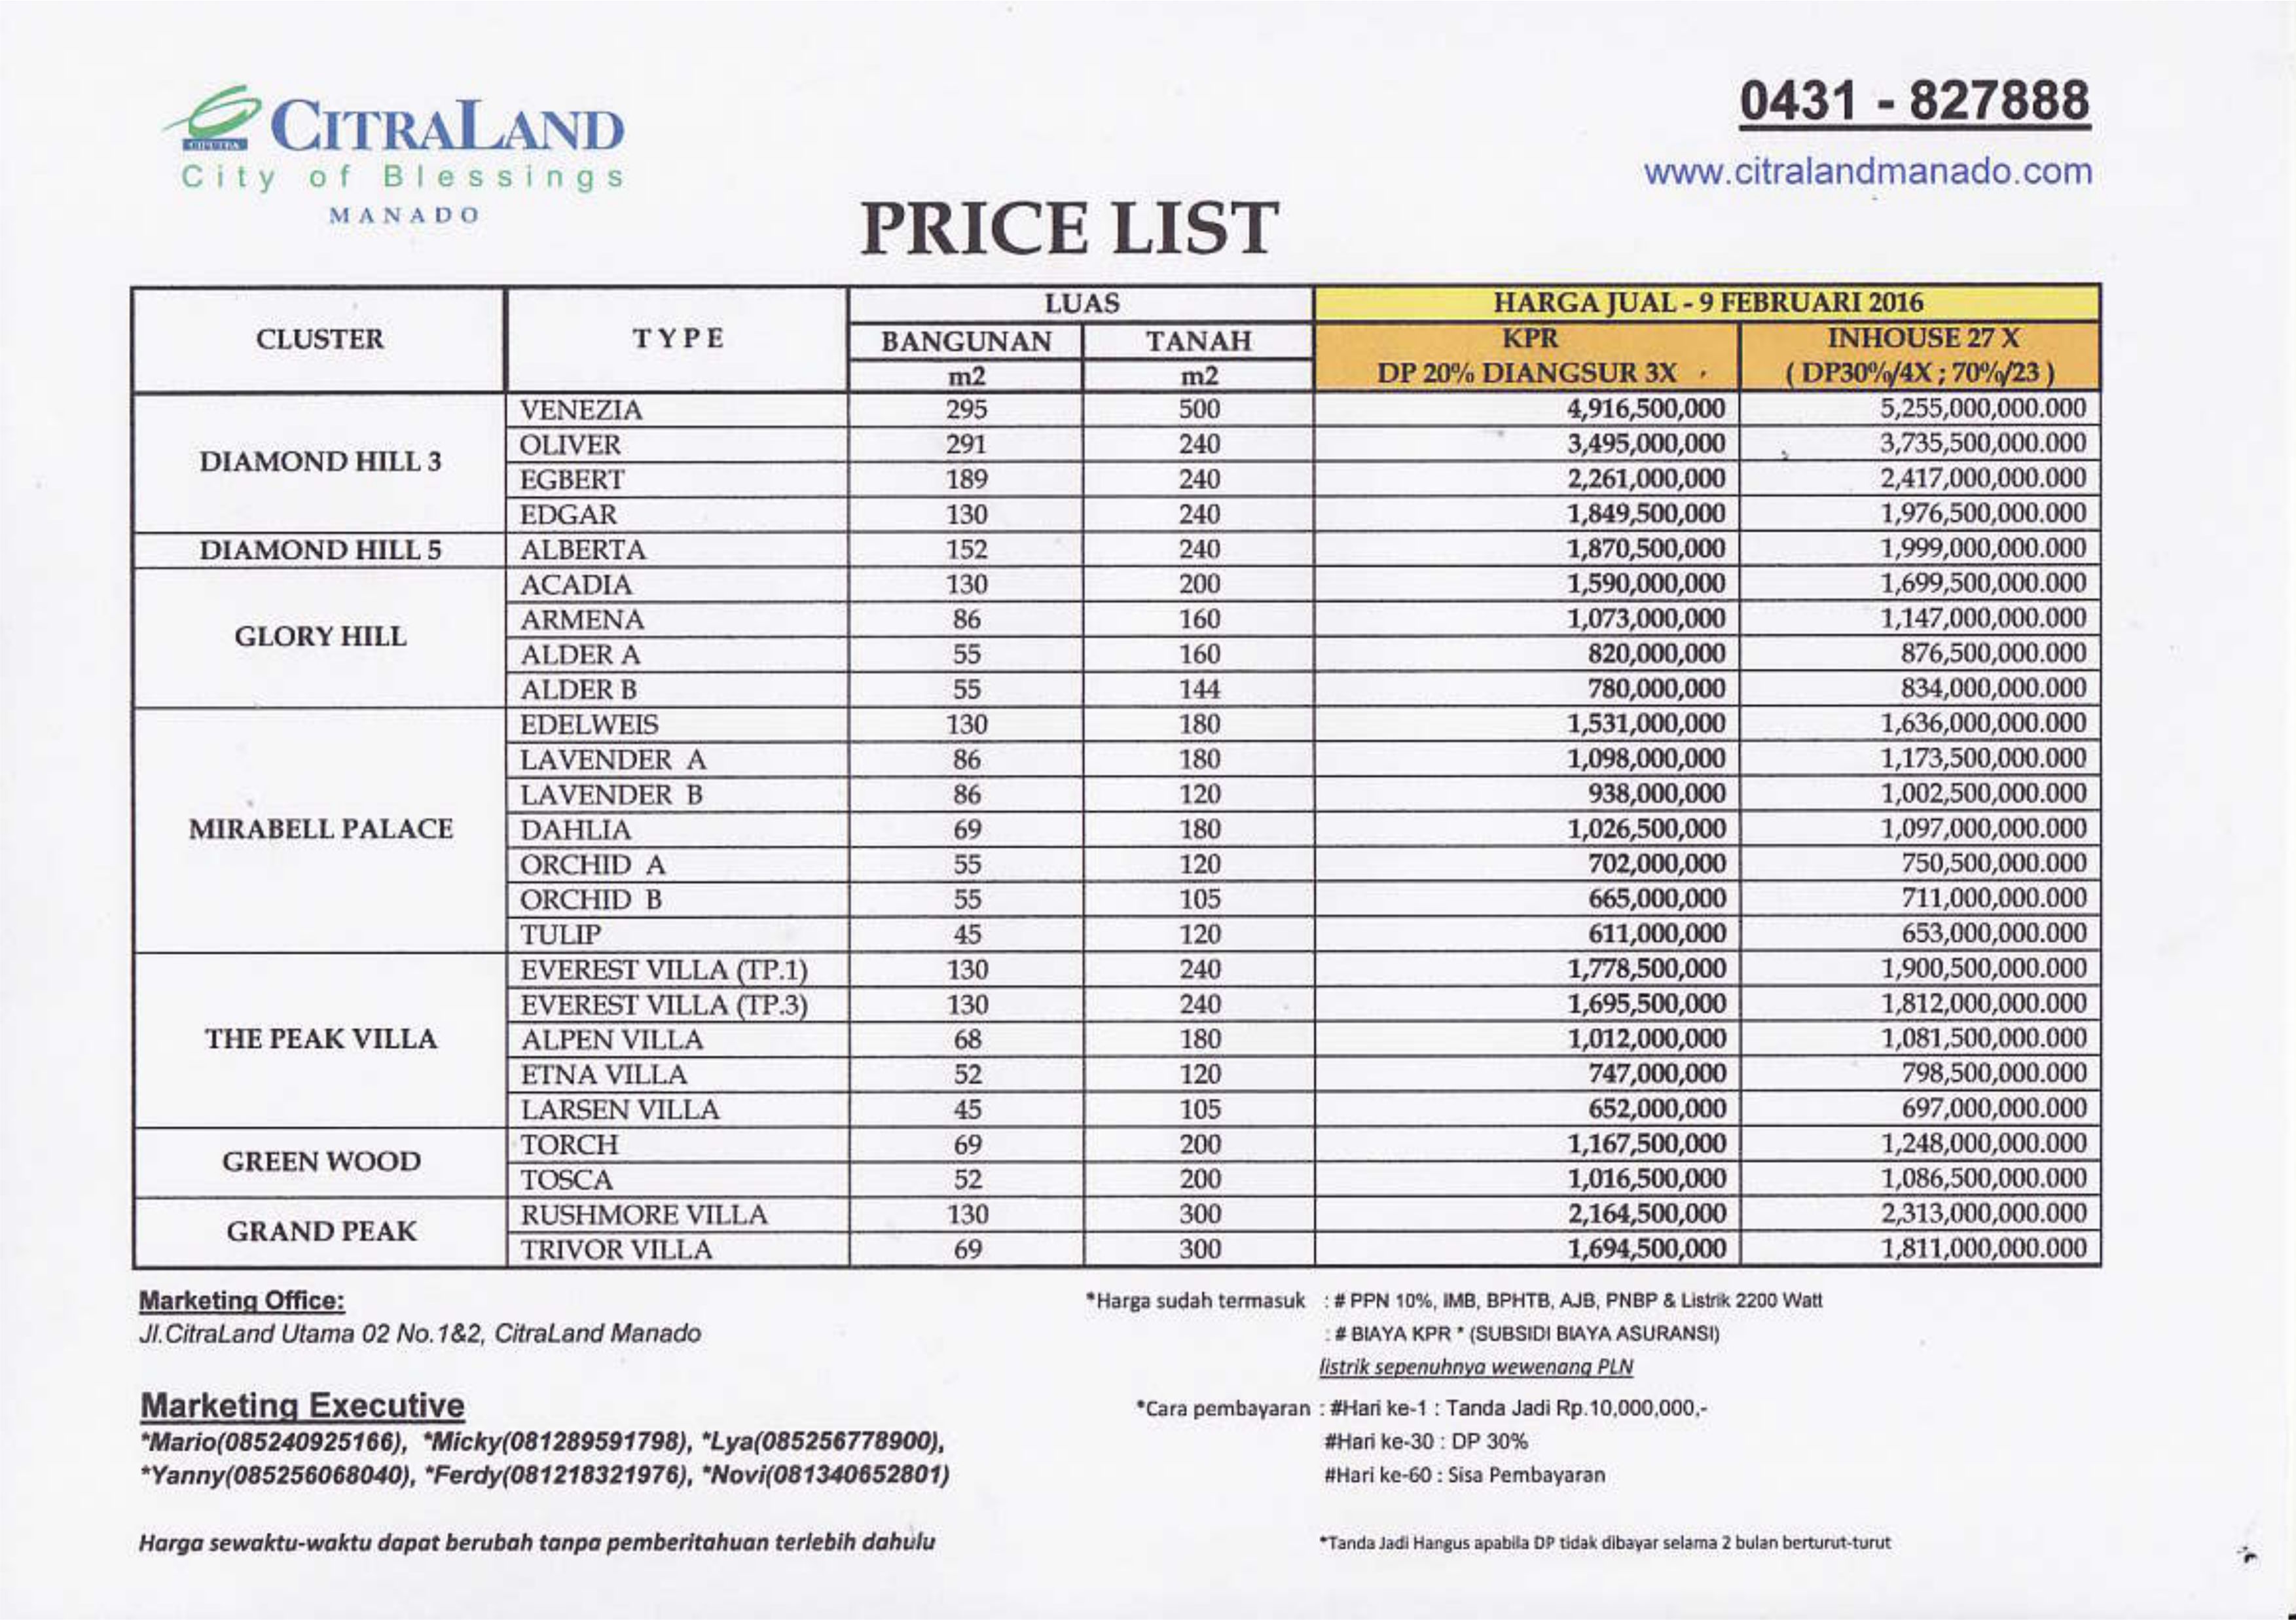 CITRALAND
City of Blessings
MANADO
0431 - 827888
www.citralandmanado.com
PRICE LIST
CLUSTER TYPE LUAS HARGA JUAL - 9 FEBRUARI 2016
BANGUNAN TANAH KPR INHOUSE 27 X
m2 m2 DP 20% DIANGSUR 3X ( DP30%/4X ; 70%/23 )
DIAMOND HILL 3
VENEZIA 295 500 4,916,500,000 5,255,000,000.000
OLIVER 291 240 3,495,000,000 3,735,500,000.000
EGBERT 189 240 2,261,000,000 2,417,000,000.000
EDGAR 130 240 1,849,500,000 1,976,500,000.000
DIAMOND HILL 5 ALBERTA 152 240 1,870,500,000 1,999,000,000.000
GLORY HILL
ACADIA 130 200 1,590,000,000 1,699,500,000.000
ARMENA 86 160 1,073,000,000 1,147,000,000.000
ALDER A 55 160 820,000,000 876,500,000.000
ALDER B 55 144 780,000,000 834,000,000.000
MIRABELL PALACE
EDELWEIS 130 180 1,531,000,000 1,636,000,000.000
LAVENDER A 86 180 1,098,000,000 1,173,500,000.000
LAVENDER B 86 120 938,000,000 1,002,500,000.000
DAHLIA 69 180 1,026,500,000 1,097,000,000.000
ORCHID A 55 120 702,000,000 750,500,000.000
ORCHID B 55 105 665,000,000 711,000,000.000
TULIP 45 120 611,000,000 653,000,000.000
THE PEAK VILLA
EVEREST VILLA (TP.1) 130 240 1,778,500,000 1,900,500,000.000
EVEREST VILLA (TP.3) 130 240 1,695,500,000 1,812,000,000.000
ALPEN VILLA 68 180 1,012,000,000 1,081,500,000.000
ETNA VILLA 52 120 747,000,000 798,500,000.000
LARSEN VILLA 45 105 652,000,000 697,000,000.000
GREEN WOOD
TORCH 69 200 1,167,500,000 1,248,000,000.000
TOSCA 52 200 1,016,500,000 1,086,500,000.000
GRAND PEAK
RUSHMORE VILLA 130 300 2,164,500,000 2,313,000,000.000
TRIVOR VILLA 69 300 1,694,500,000 1,811,000,000.000
Marketing Office:
Jl.CitraLand Utama 02 No.1&2, CitraLand Manado
Marketing Executive
*Mario(085240925166), *Micky(081289591798), *Lya(085256778900),
*Yanny(085256068040), *Ferdy(081218321976), *Novi(081340652801)
Harga sewaktu-waktu dapat berubah tanpa pemberitahuan terlebih dahulu
*Harga sudah termasuk : # PPN 10%, IMB, BPHTB, AJB, PNBP & Listrik 2200 Watt
: # BIAYA KPR * (SUBSIDI BIAYA ASURANSI)
listrik sepenuhnya wewenang PLN
*Cara pembayaran : #Hari ke-1 : Tanda Jadi Rp.10,000,000,-
#Hari ke-30 : DP 30%
#Hari ke-60 : Sisa Pembayaran
*Tanda Jadi Hangus apabila DP tidak dibayar selama 2 bulan berturut-turut